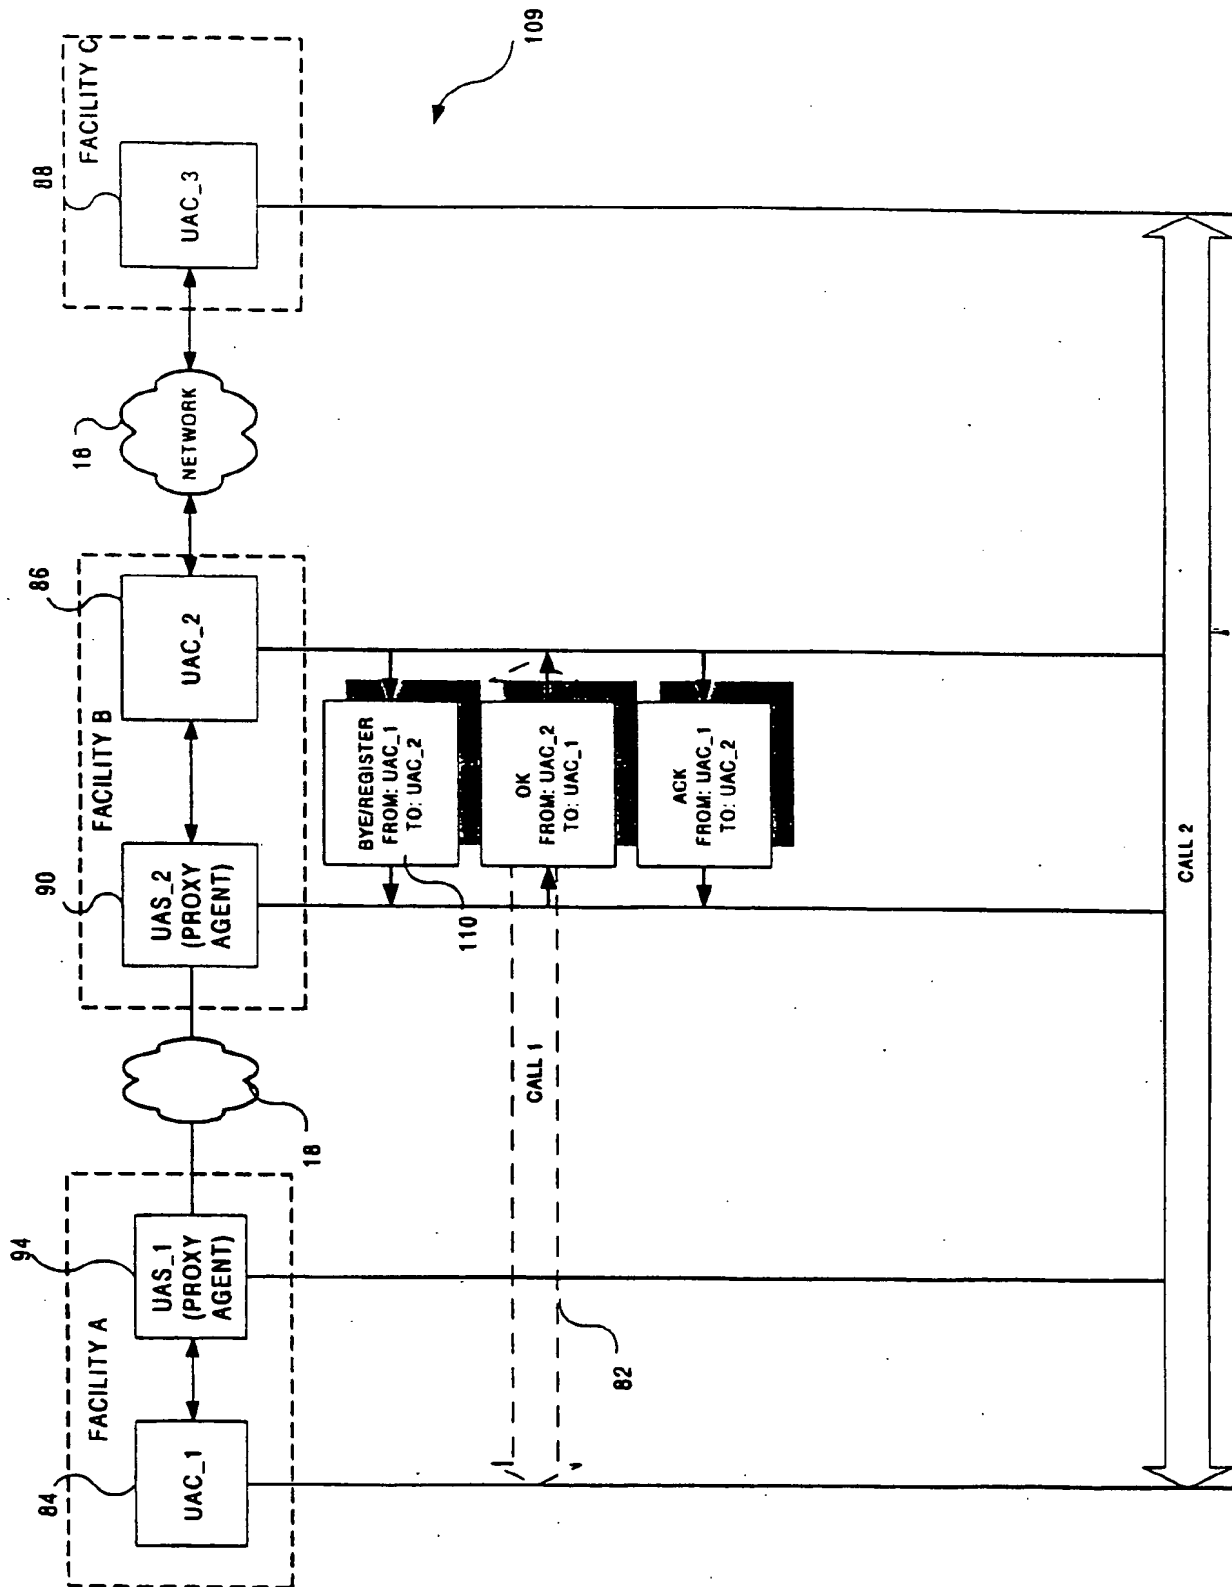 FACILITY A
84
UAC_1
94
UAS_1
(PROXY
AGENT)
18
FACILITY B
90
UAS_2
(PROXY
AGENT)
86
UAC_2
18
NETWORK
FACILITY C
88
UAC_3
109
BYE/REGISTER
FROM: UAC_1
TO: UAC_2
110
OK
FROM: UAC_2
TO: UAC_1
CALL 1
82
ACK
FROM: UAC_1
TO: UAC_2
CALL 2